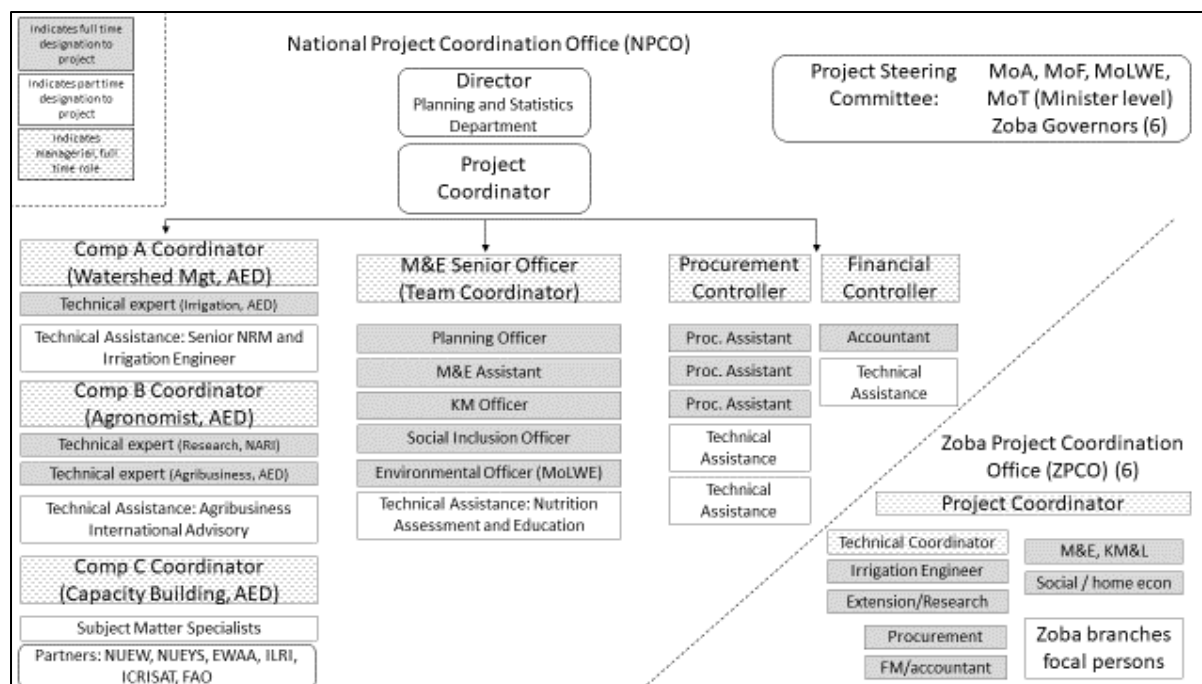 indicates full time
designation to
project
indicates part time
designation to
project
indicates
managerial, full
time role
National Project Coordination Office (NPCO)
Director
Planning and Statistics
Department
Project
Coordinator
Project Steering
Committee:
MoA, MoF, MoLWE,
MoT (Minister level)
Zoba Governors (6)
Comp A Coordinator
(Watershed Mgt, AED)
Technical expert (Irrigation, AED)
Technical Assistance: Senior NRM and
Irrigation Engineer
Comp B Coordinator
(Agronomist, AED)
Technical expert (Research, NARI)
Technical expert (Agribusiness, AED)
Technical Assistance: Agribusiness
International Advisory
Comp C Coordinator
(Capacity Building, AED)
Subject Matter Specialists
Partners: NUEW, NUEYS, EWAA, ILRI,
ICRISAT, FAO
M&E Senior Officer
(Team Coordinator)
Planning Officer
M&E Assistant
KM Officer
Social Inclusion Officer
Environmental Officer (MoLWE)
Technical Assistance: Nutrition
Assessment and Education
Procurement
Controller
Proc. Assistant
Proc. Assistant
Proc. Assistant
Technical
Assistance
Technical
Assistance
Financial
Controller
Accountant
Technical
Assistance
Zoba Project Coordination
Office (ZPCO) (6)
Project Coordinator
Technical Coordinator
Irrigation Engineer
Extension/Research
Procurement
FM/accountant
M&E, KM&L
Social / home econ
Zoba branches
focal persons